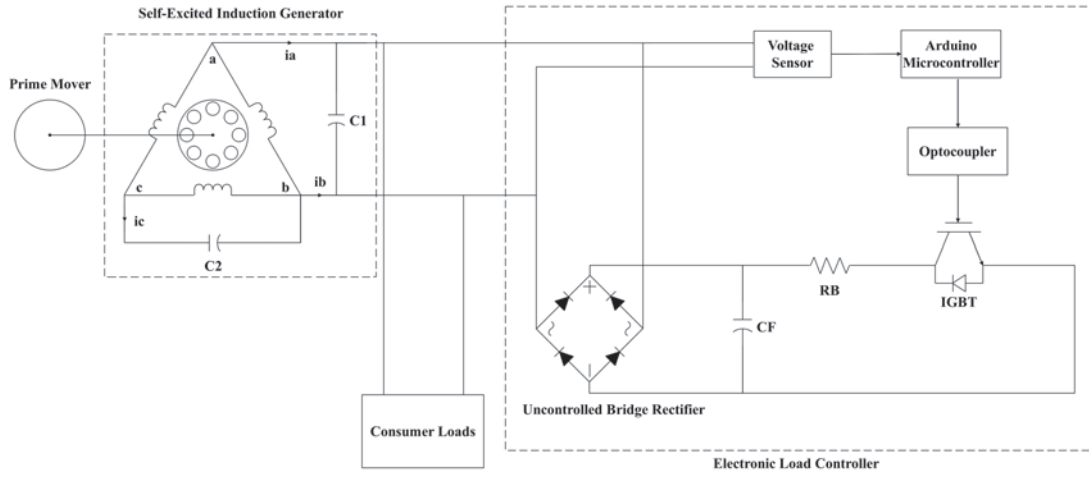 Self-Excited Induction Generator
Prime Mover
a
ia
C1
c
b
ib
ic
C2
Consumer Loads
Voltage
Sensor
Arduino
Microcontroller
Optocoupler
IGBT
RB
CF
Uncontrolled Bridge Rectifier
Electronic Load Controller